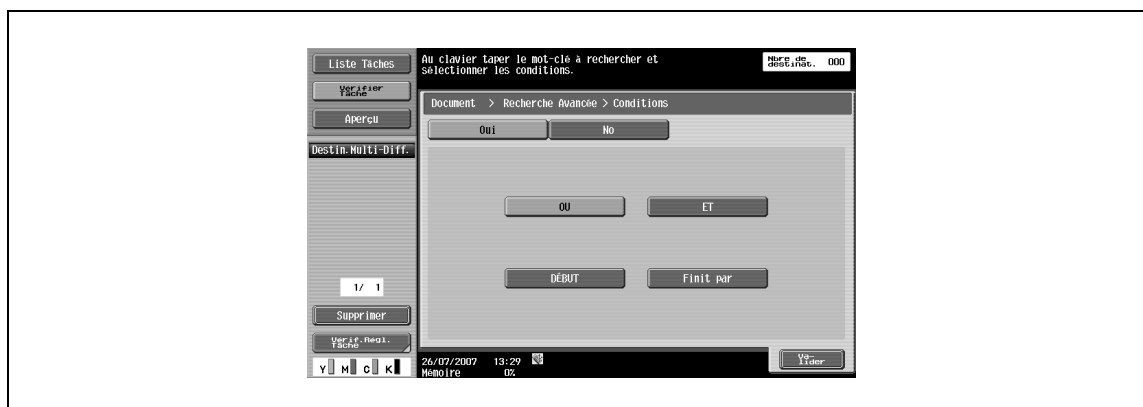 Liste Tâches
Vérifier
Tâche
Aperçu
Destin.Multi-Diff.
1/ 1
Supprimer
Vérif.Régl.
Tâche
Y M C K
Au clavier taper le mot-clé à rechercher et
sélectionner les conditions.
Nbre de
destinat. 000
Document > Recherche Avancée > Conditions
Oui No
OU ET
DÉBUT Finit par
26/07/2007 13:29
Mémoire 0%
Va-
lider